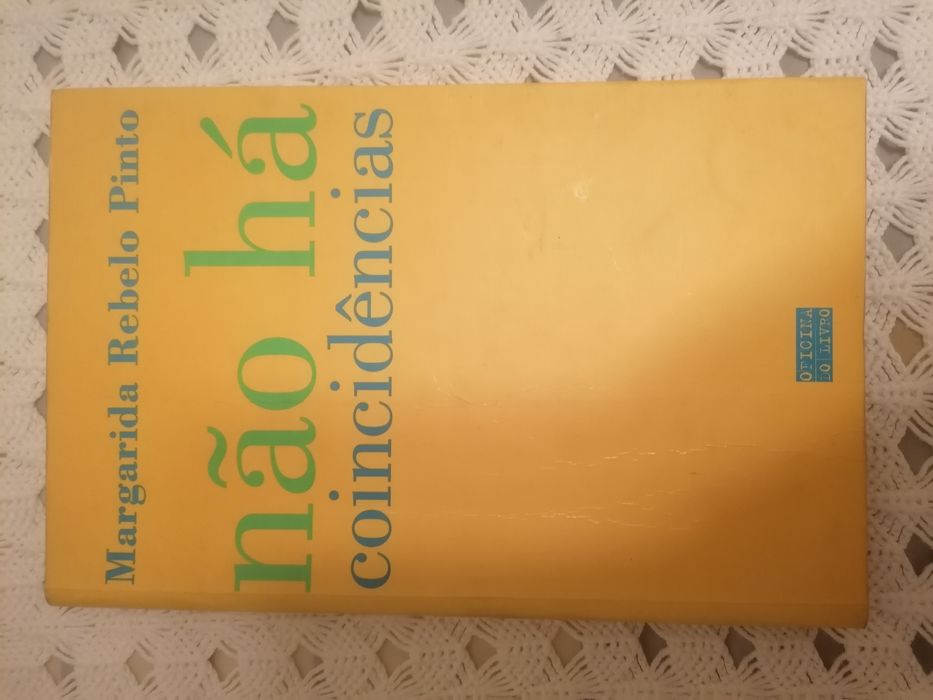 Margarida Rebelo Pinto
não há
coincidências
OFICINA
DO LIVRO